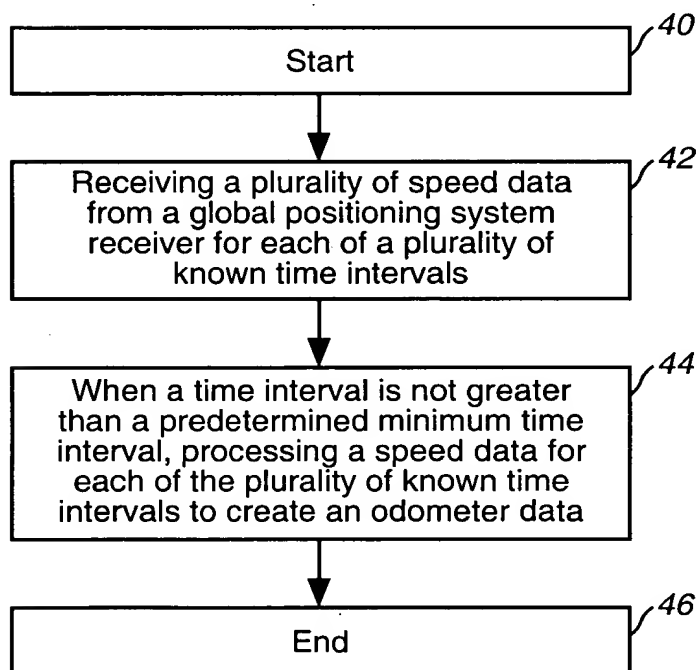 40
Start
42
Receiving a plurality of speed data
from a global positioning system
receiver for each of a plurality of
known time intervals
44
When a time interval is not greater
than a predetermined minimum time
interval, processing a speed data for
each of the plurality of known time
intervals to create an odometer data
46
End